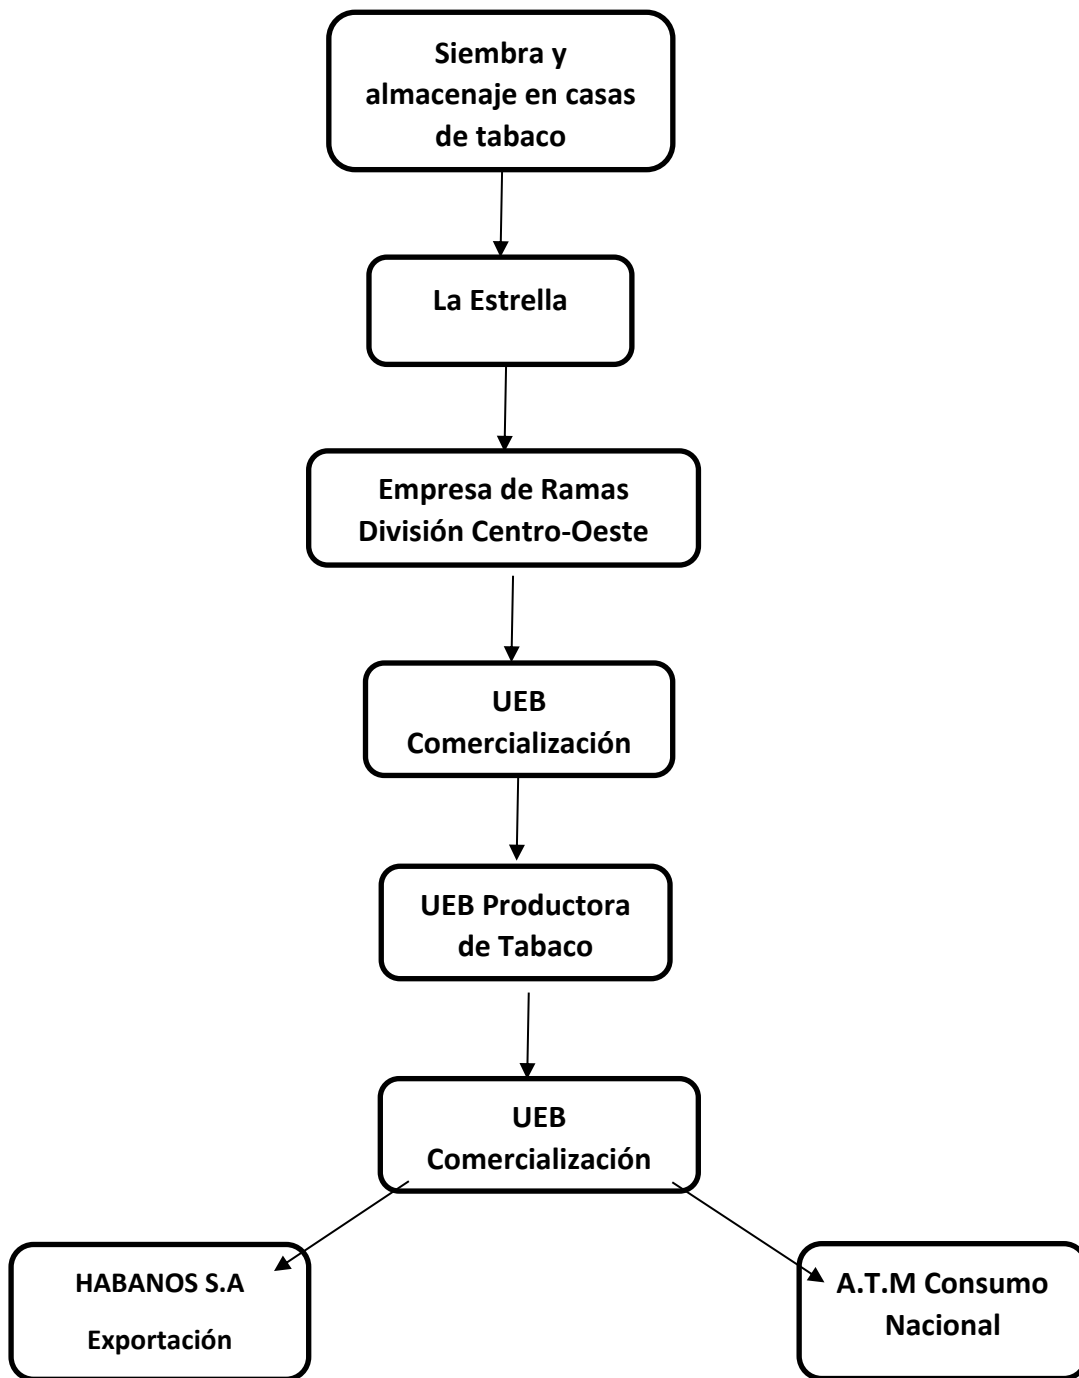 Siembra y
almacenaje en casas
de tabaco
La Estrella
Empresa de Ramas
División Centro-Oeste
UEB
Comercialización
UEB Productora
de Tabaco
UEB
Comercialización
HABANOS S.A
Exportación
A.T.M Consumo
Nacional